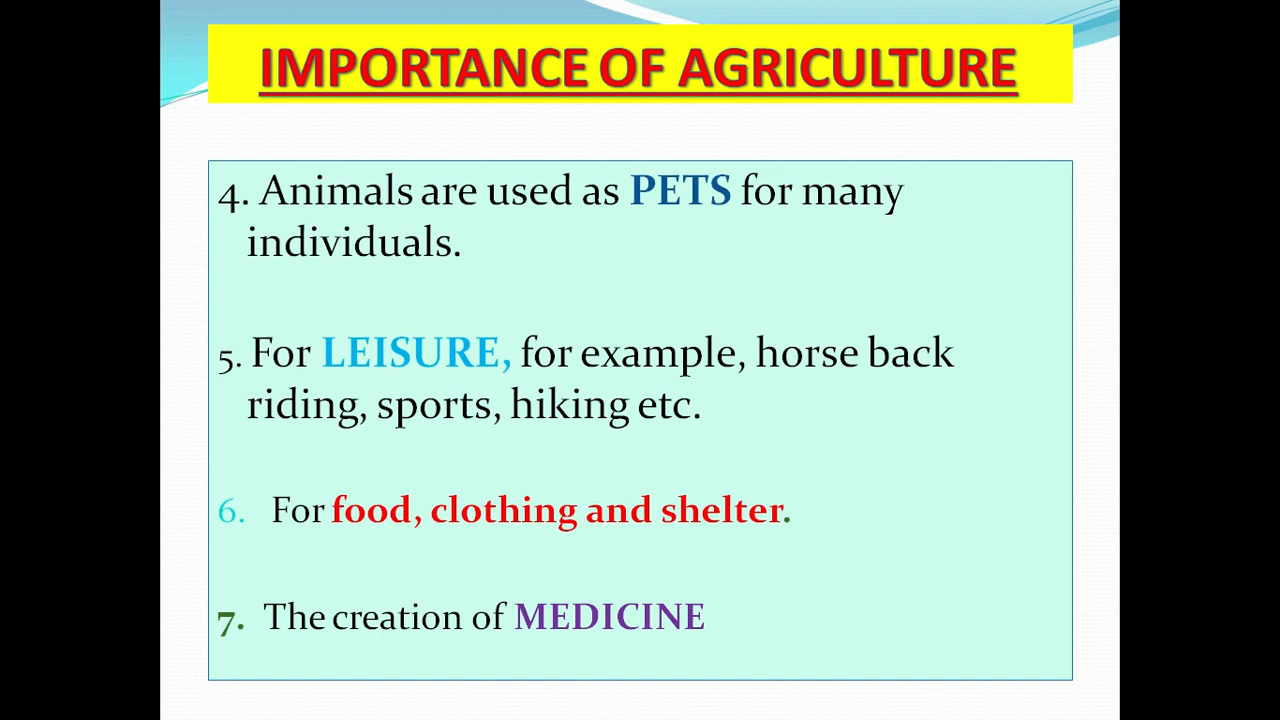 IMPORTANCE OF AGRICULTURE
4. Animals are used as PETS for many
individuals.
5. For LEISURE, for example, horse back
riding, sports, hiking etc.
6. For food, clothing and shelter.
7. The creation of MEDICINE